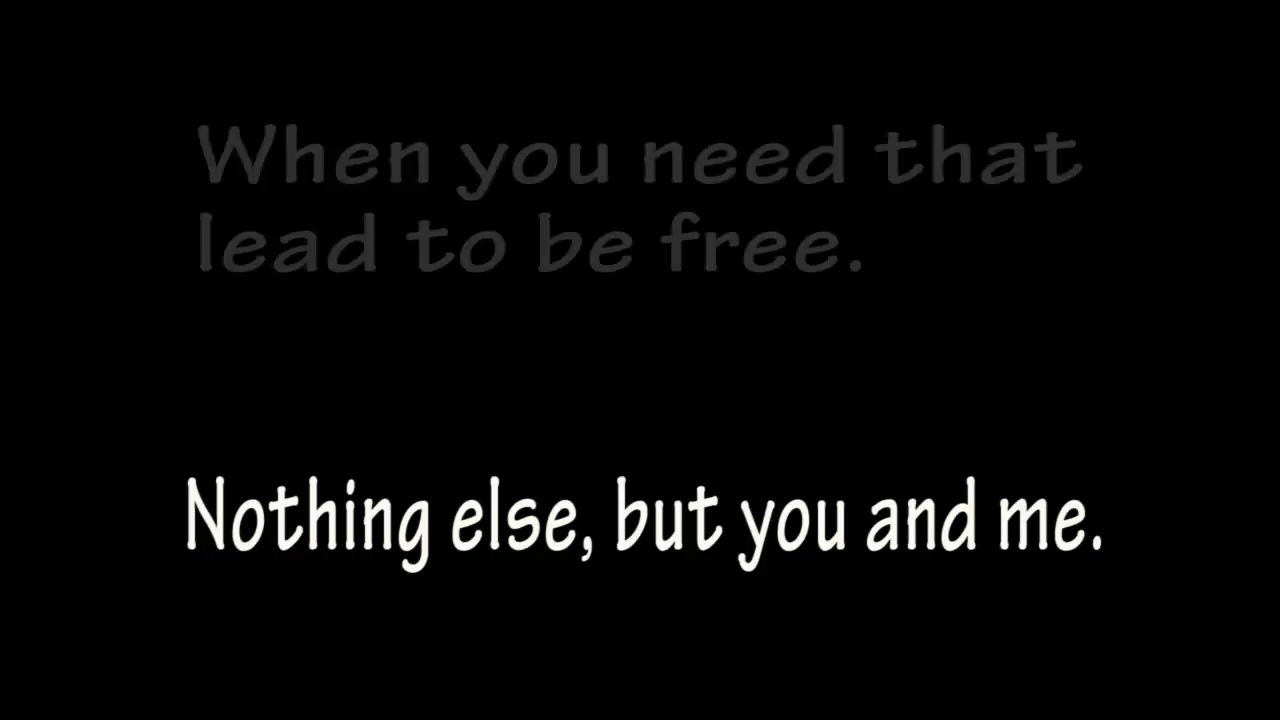 When you need that
lead to be free.
Nothing else, but you and me.